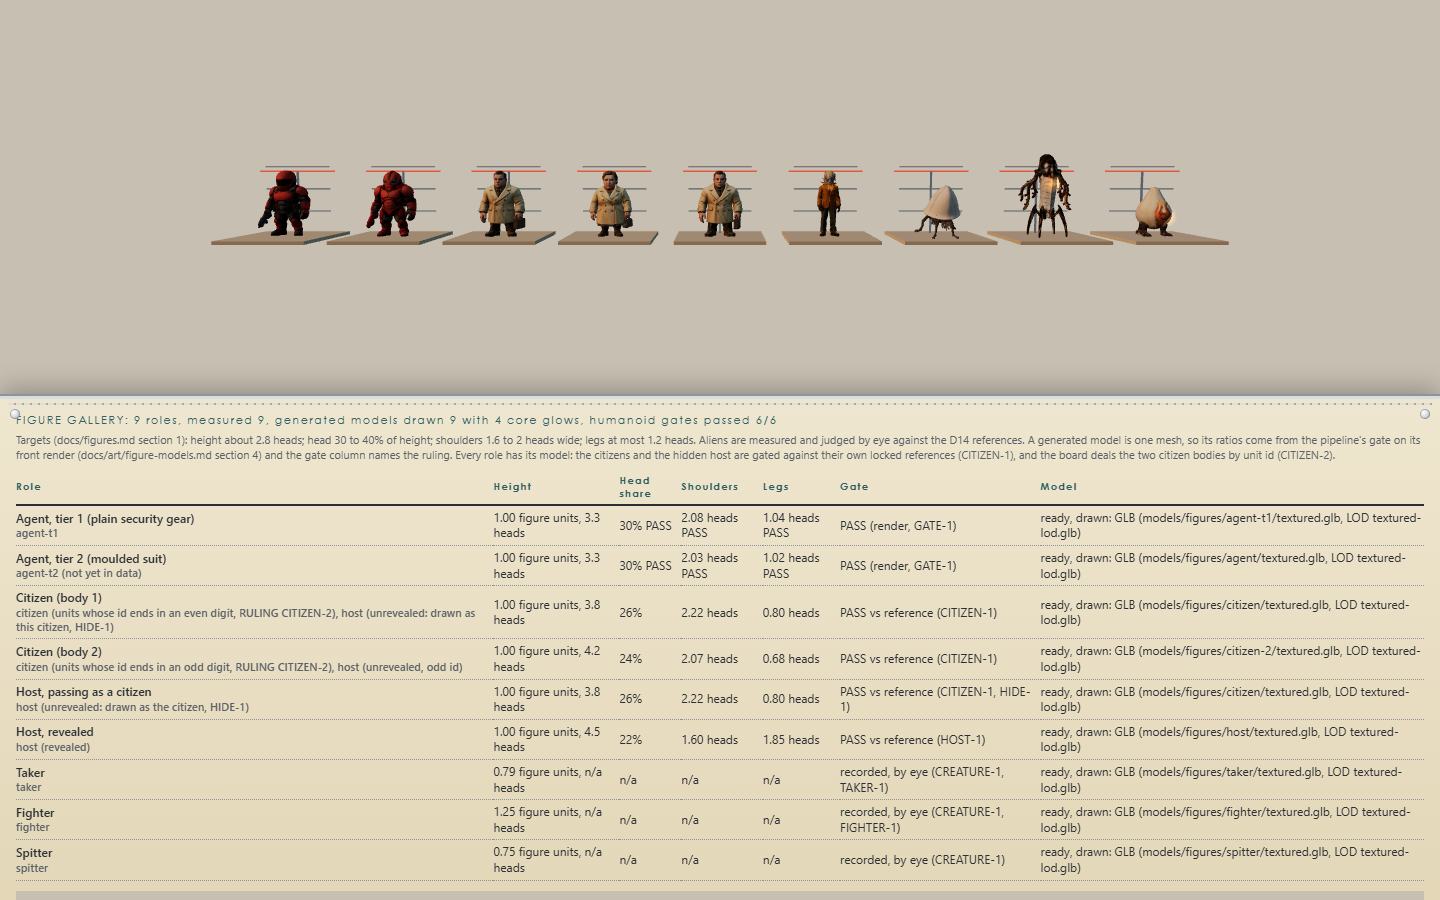 FIGURE GALLERY: 9 roles, measured 9, generated models drawn 9 with 4 core glows, humanoid gates passed 6/6
Targets (docs/figures.md section 1): height about 2.8 heads; head 30 to 40% of height; shoulders 1.6 to 2 heads wide; legs at most 1.2 heads. Aliens are measured and judged by eye against the D14 references. A generated model is one mesh, so its ratios come from the pipeline's gate on its
front render (docs/art/figure-models.md section 4) and the gate column names the ruling. Every role has its model: the citizens and the hidden host are gated against their own locked references (CITIZEN-1), and the board deals the two citizen bodies by unit id (CITIZEN-2).
Role Height Head share Shoulders Legs Gate Model
Agent, tier 1 (plain security gear)
agent-t1
1.00 figure units, 3.3
heads
30% PASS
2.08 heads
PASS
1.04 heads
PASS
PASS (render, GATE-1)
ready, drawn: GLB (models/figures/agent-t1/textured.glb, LOD textured-
lod.glb)
Agent, tier 2 (moulded suit)
agent-t2 (not yet in data)
1.00 figure units, 3.3
heads
30% PASS
2.03 heads
PASS
1.02 heads
PASS
PASS (render, GATE-1)
ready, drawn: GLB (models/figures/agent/textured.glb, LOD textured-
lod.glb)
Citizen (body 1)
citizen (units whose id ends in an even digit, RULING CITIZEN-2), host (unrevealed: drawn as
this citizen, HIDE-1)
1.00 figure units, 3.8
heads
26%
2.22 heads
0.80 heads
PASS vs reference (CITIZEN-1)
ready, drawn: GLB (models/figures/citizen/textured.glb, LOD textured-
lod.glb)
Citizen (body 2)
citizen (units whose id ends in an odd digit, RULING CITIZEN-2), host (unrevealed, odd id)
1.00 figure units, 4.2
heads
24%
2.07 heads
0.68 heads
PASS vs reference (CITIZEN-1)
ready, drawn: GLB (models/figures/citizen-2/textured.glb, LOD textured-
lod.glb)
Host, passing as a citizen
host (unrevealed: drawn as the citizen, HIDE-1)
1.00 figure units, 3.8
heads
26%
2.22 heads
0.80 heads
PASS vs reference (CITIZEN-1, HIDE-
1)
ready, drawn: GLB (models/figures/citizen/textured.glb, LOD textured-
lod.glb)
Host, revealed
host (revealed)
1.00 figure units, 4.5
heads
22%
1.60 heads
1.85 heads
PASS vs reference (HOST-1)
ready, drawn: GLB (models/figures/host/textured.glb, LOD textured-
lod.glb)
Taker
taker
0.79 figure units, n/a
heads
n/a
n/a
n/a
recorded, by eye (CREATURE-1,
TAKER-1)
ready, drawn: GLB (models/figures/taker/textured.glb, LOD textured-
lod.glb)
Fighter
fighter
1.25 figure units, n/a
heads
n/a
n/a
n/a
recorded, by eye (CREATURE-1,
FIGHTER-1)
ready, drawn: GLB (models/figures/fighter/textured.glb, LOD textured-
lod.glb)
Spitter
spitter
0.75 figure units, n/a
heads
n/a
n/a
n/a
recorded, by eye (CREATURE-1)
ready, drawn: GLB (models/figures/spitter/textured.glb, LOD textured-
lod.glb)